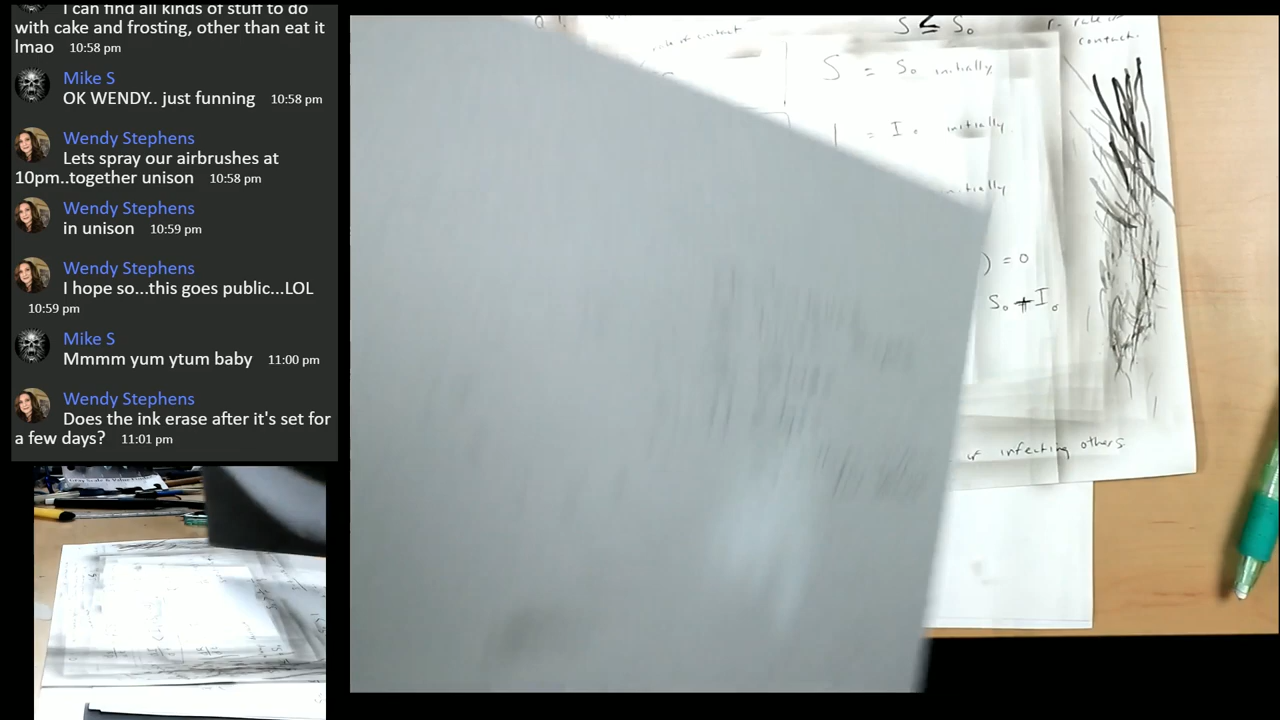 I can find all kinds of stuff to do
with cake and frosting, other than eat it
lmao 10:58 pm
Mike S
OK WENDY.. just funning 10:58 pm
Wendy Stephens
Lets spray our airbrushes at
10pm..together unison 10:58 pm
Wendy Stephens
in unison 10:59 pm
Wendy Stephens
I hope so...this goes public...LOL
10:59 pm
Mike S
Mmmm yum ytum baby 11:00 pm
Wendy Stephens
Does the ink erase after it's set for
a few days? 11:01 pm
rate of contact
S ≤ S₀
contact.
S = S₀ initially
= I₀ initially.
initially
) = 0
S₀ + I₀
of infecting others